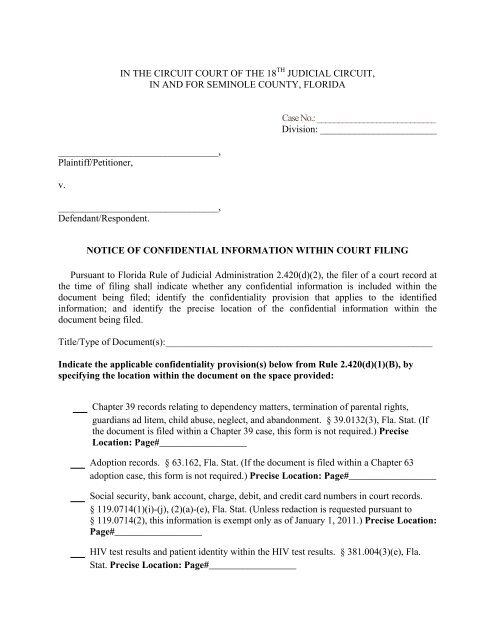 IN THE CIRCUIT COURT OF THE 18TH JUDICIAL CIRCUIT,
IN AND FOR SEMINOLE COUNTY, FLORIDA
Case No.: ___________________________
Division: ________________________
_________________________________,
Plaintiff/Petitioner,
v.
_________________________________,
Defendant/Respondent.
NOTICE OF CONFIDENTIAL INFORMATION WITHIN COURT FILING
Pursuant to Florida Rule of Judicial Administration 2.420(d)(2), the filer of a court record at
the time of filing shall indicate whether any confidential information is included within the
document being filed; identify the confidentiality provision that applies to the identified
information; and identify the precise location of the confidential information within the
document being filed.
Title/Type of Document(s):_______________________________________________________
Indicate the applicable confidentiality provision(s) below from Rule 2.420(d)(1)(B), by
specifying the location within the document on the space provided:
___ Chapter 39 records relating to dependency matters, termination of parental rights,
guardians ad litem, child abuse, neglect, and abandonment. § 39.0132(3), Fla. Stat. (If
the document is filed within a Chapter 39 case, this form is not required.) Precise
Location: Page#__________________
___ Adoption records. § 63.162, Fla. Stat. (If the document is filed within a Chapter 63
adoption case, this form is not required.) Precise Location: Page#__________________
___ Social security, bank account, charge, debit, and credit card numbers in court records.
§ 119.0714(1)(i)-(j), (2)(a)-(e), Fla. Stat. (Unless redaction is requested pursuant to
§ 119.0714(2), this information is exempt only as of January 1, 2011.) Precise Location:
Page#__________________
___ HIV test results and patient identity within the HIV test results. § 381.004(3)(e), Fla.
Stat. Precise Location: Page#__________________